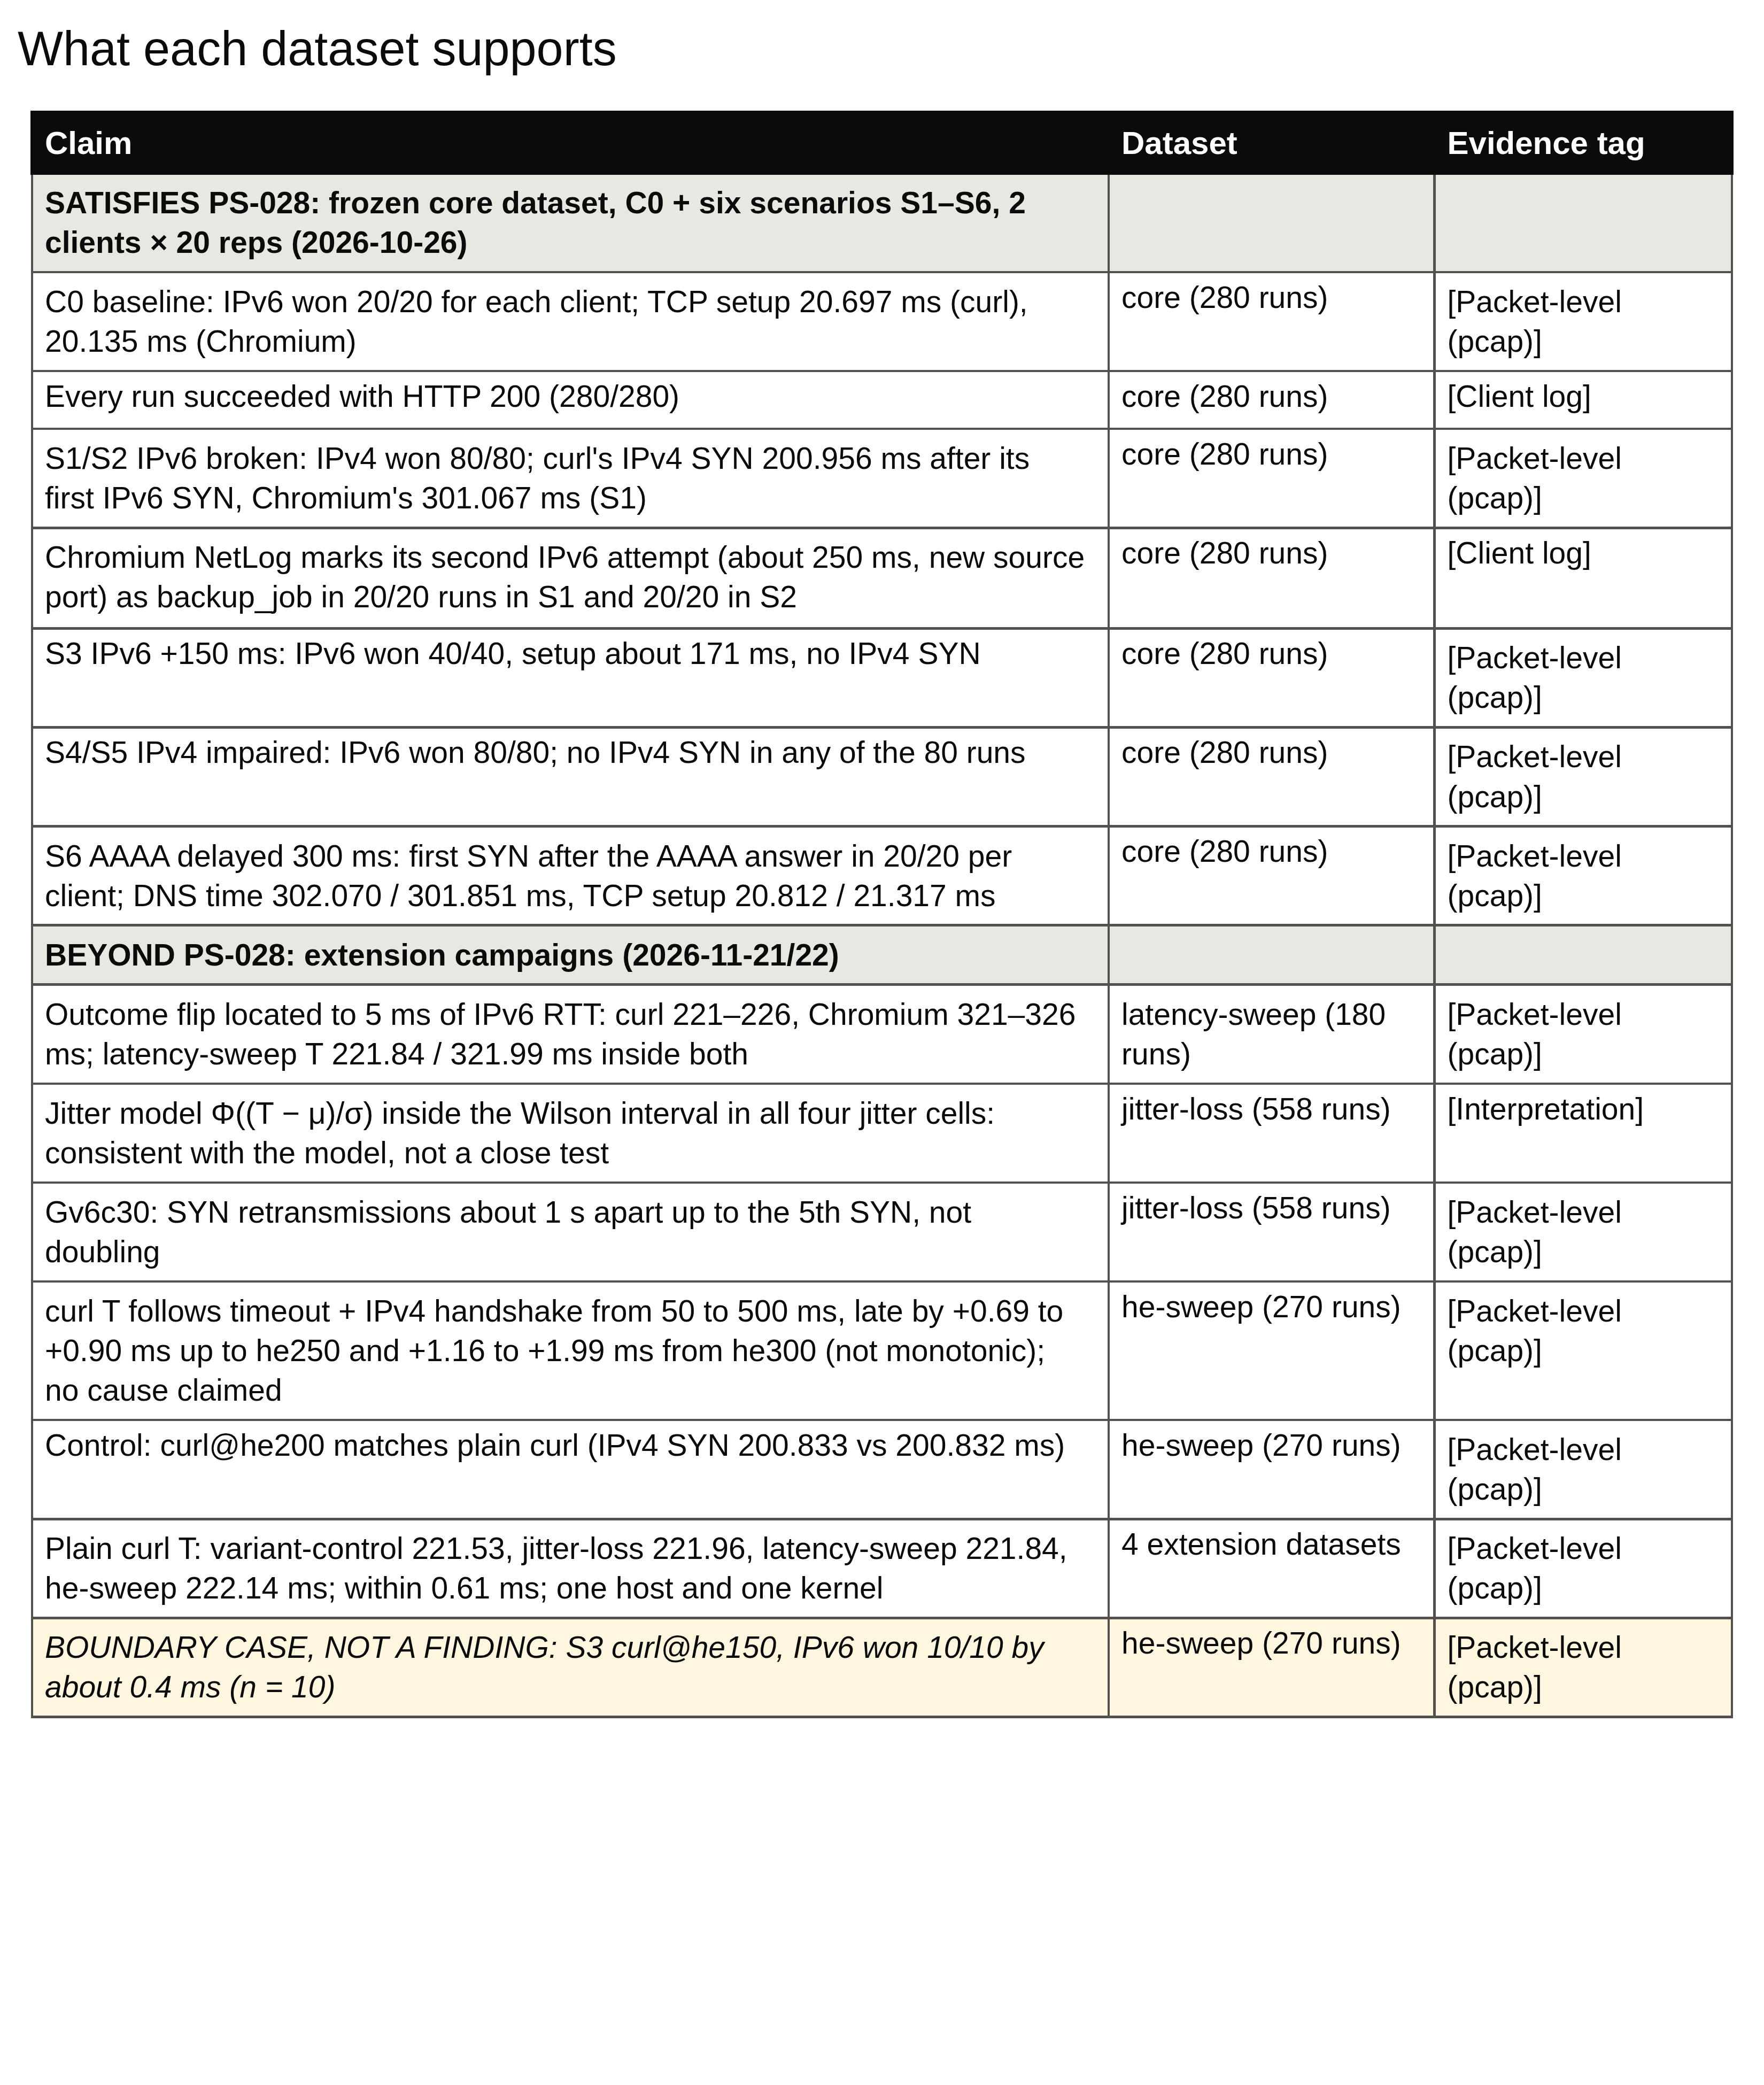 What each dataset supports
Claim Dataset Evidence tag
SATISFIES PS-028: frozen core dataset, C0 + six scenarios S1–S6, 2
clients × 20 reps (2026-10-26)
C0 baseline: IPv6 won 20/20 for each client; TCP setup 20.697 ms (curl),
20.135 ms (Chromium)
core (280 runs)
[Packet-level
(pcap)]
Every run succeeded with HTTP 200 (280/280)
core (280 runs)
[Client log]
S1/S2 IPv6 broken: IPv4 won 80/80; curl's IPv4 SYN 200.956 ms after its
first IPv6 SYN, Chromium's 301.067 ms (S1)
core (280 runs)
[Packet-level
(pcap)]
Chromium NetLog marks its second IPv6 attempt (about 250 ms, new source
port) as backup_job in 20/20 runs in S1 and 20/20 in S2
core (280 runs)
[Client log]
S3 IPv6 +150 ms: IPv6 won 40/40, setup about 171 ms, no IPv4 SYN
core (280 runs)
[Packet-level
(pcap)]
S4/S5 IPv4 impaired: IPv6 won 80/80; no IPv4 SYN in any of the 80 runs
core (280 runs)
[Packet-level
(pcap)]
S6 AAAA delayed 300 ms: first SYN after the AAAA answer in 20/20 per
client; DNS time 302.070 / 301.851 ms, TCP setup 20.812 / 21.317 ms
core (280 runs)
[Packet-level
(pcap)]
BEYOND PS-028: extension campaigns (2026-11-21/22)
Outcome flip located to 5 ms of IPv6 RTT: curl 221–226, Chromium 321–326
ms; latency-sweep T 221.84 / 321.99 ms inside both
latency-sweep (180
runs)
[Packet-level
(pcap)]
Jitter model Φ((T − μ)/σ) inside the Wilson interval in all four jitter cells:
consistent with the model, not a close test
jitter-loss (558 runs)
[Interpretation]
Gv6c30: SYN retransmissions about 1 s apart up to the 5th SYN, not
doubling
jitter-loss (558 runs)
[Packet-level
(pcap)]
curl T follows timeout + IPv4 handshake from 50 to 500 ms, late by +0.69 to
+0.90 ms up to he250 and +1.16 to +1.99 ms from he300 (not monotonic);
no cause claimed
he-sweep (270 runs)
[Packet-level
(pcap)]
Control: curl@he200 matches plain curl (IPv4 SYN 200.833 vs 200.832 ms)
he-sweep (270 runs)
[Packet-level
(pcap)]
Plain curl T: variant-control 221.53, jitter-loss 221.96, latency-sweep 221.84,
he-sweep 222.14 ms; within 0.61 ms; one host and one kernel
4 extension datasets
[Packet-level
(pcap)]
BOUNDARY CASE, NOT A FINDING: S3 curl@he150, IPv6 won 10/10 by
about 0.4 ms (n = 10)
he-sweep (270 runs)
[Packet-level
(pcap)]